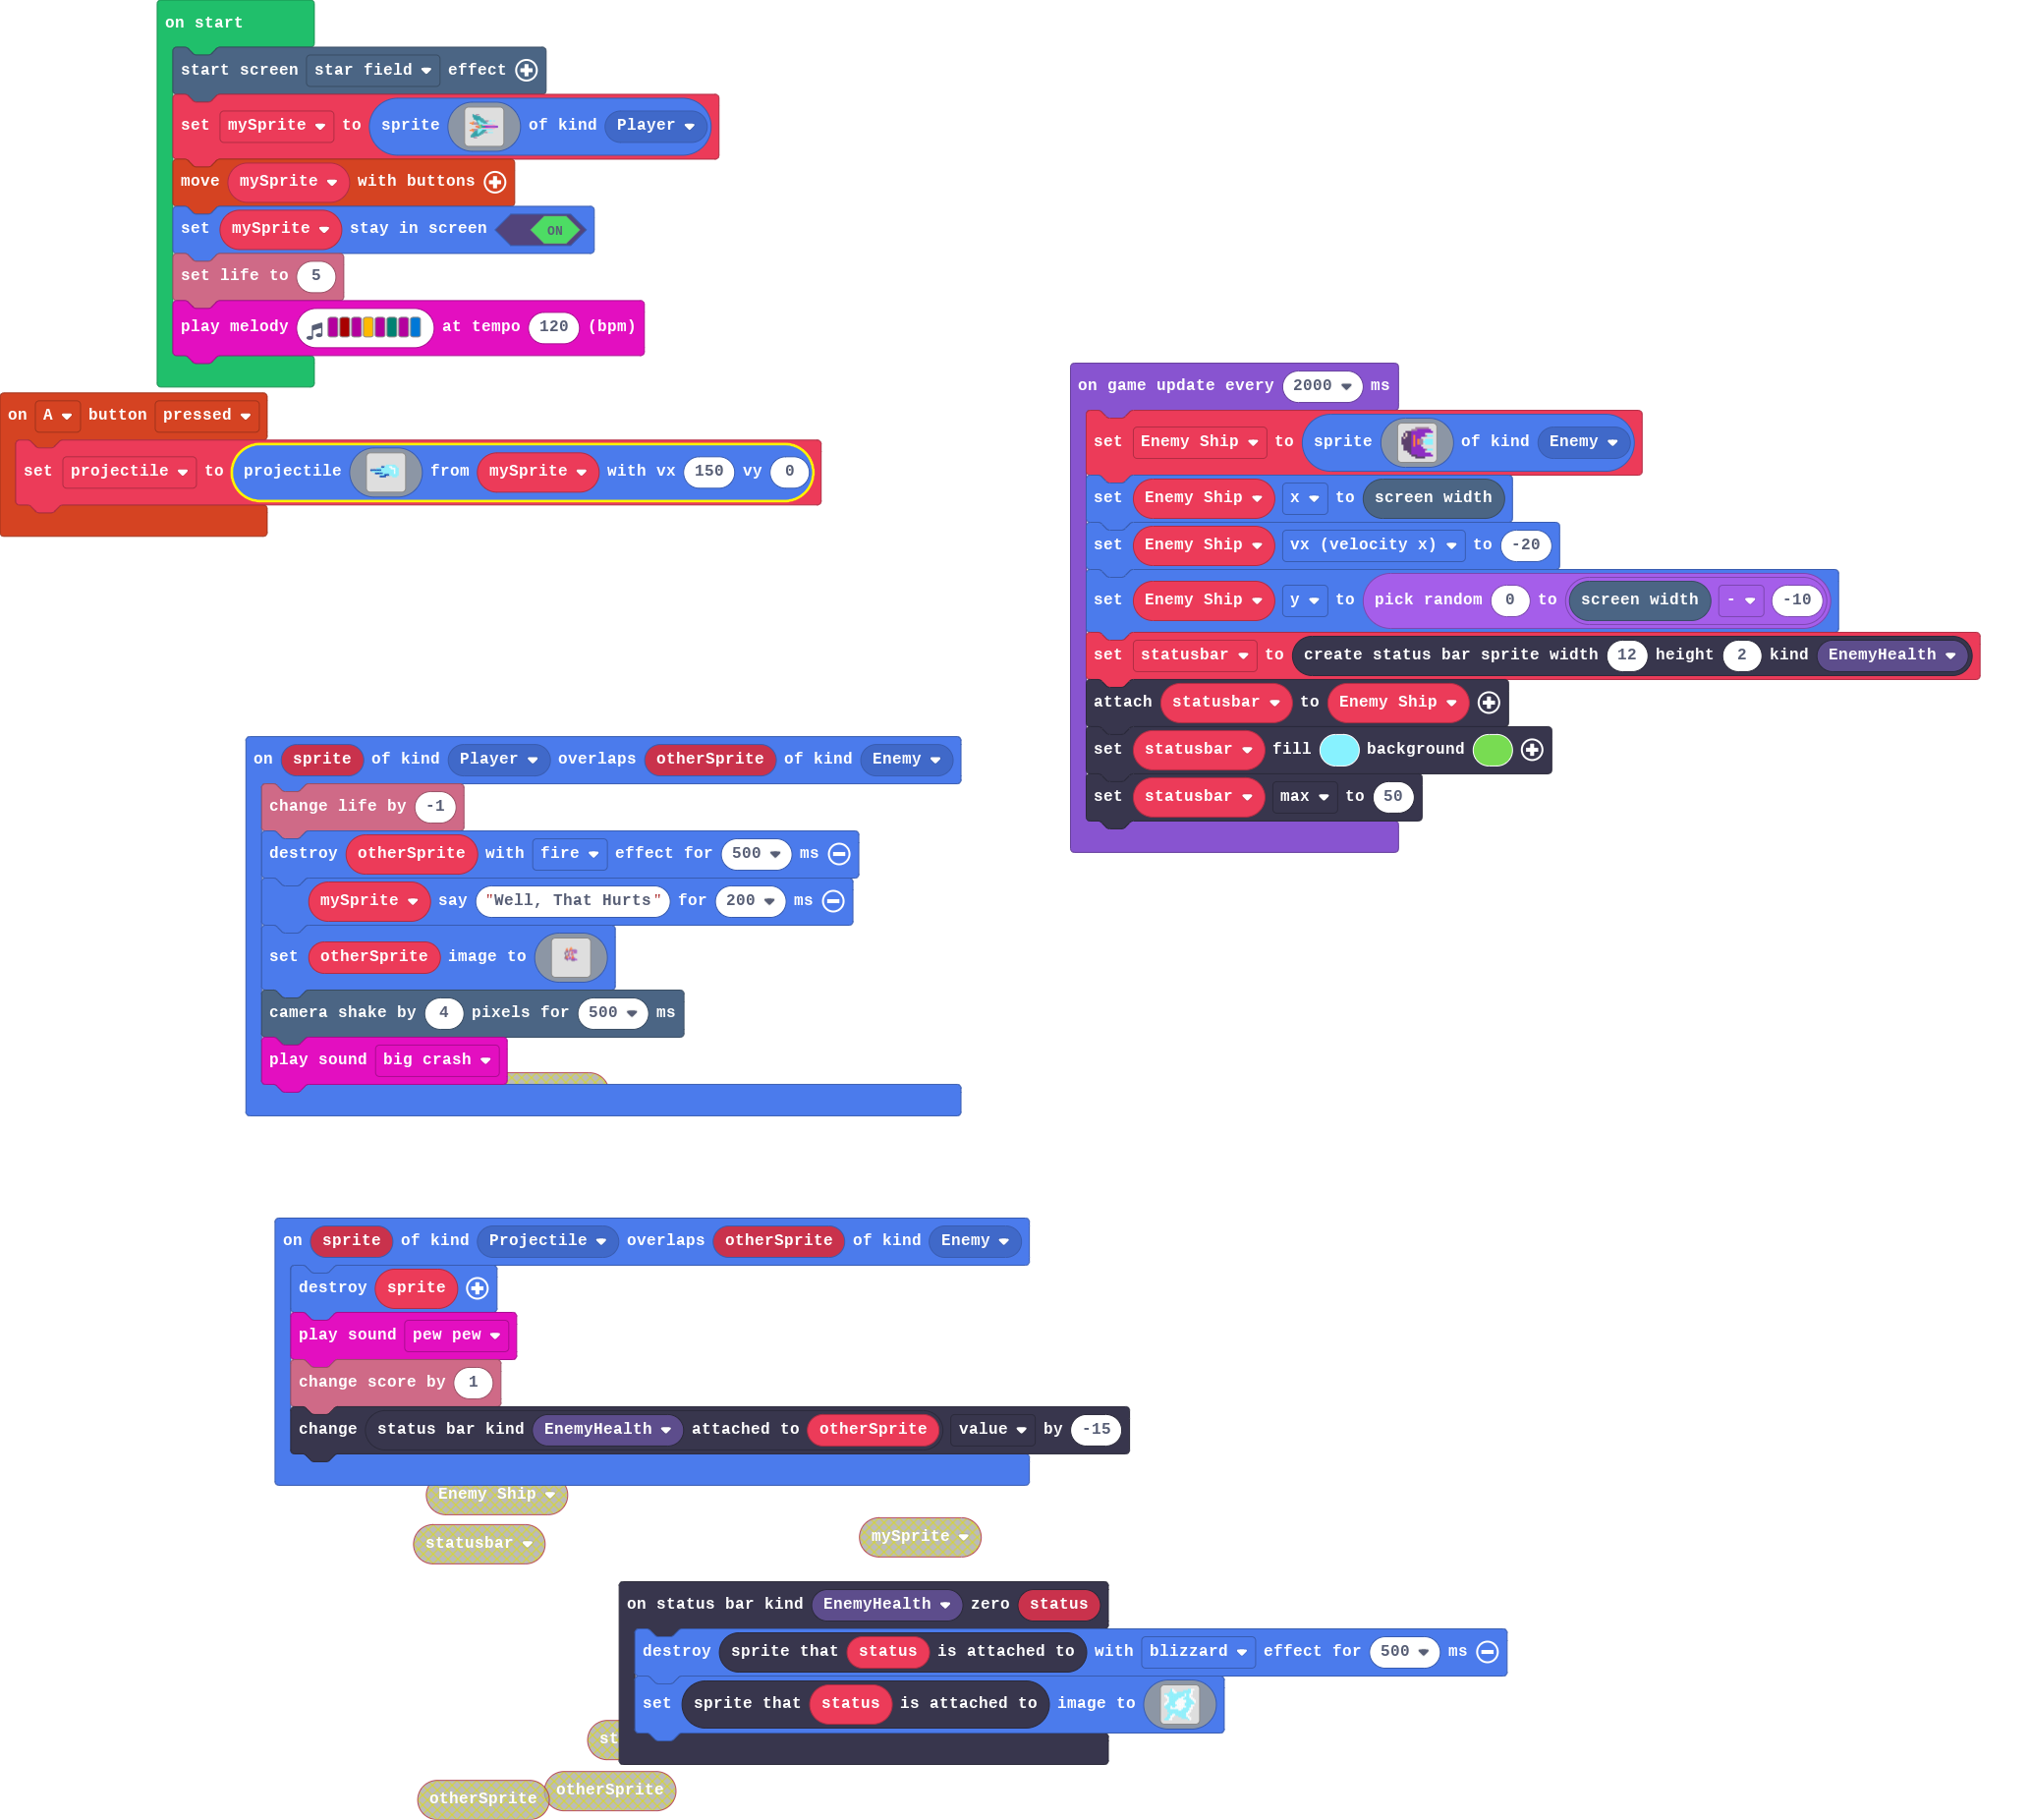 on start
start screen star field effect
set mySprite to sprite of kind Player
move mySprite with buttons
set mySprite stay in screen ON
set life to 5
play melody at tempo 120 (bpm)
on A button pressed
set projectile to projectile from mySprite with vx 150 vy 0
on game update every 2000 ms
set Enemy Ship to sprite of kind Enemy
set Enemy Ship x to screen width
set Enemy Ship vx (velocity x) to -20
set Enemy Ship y to pick random 0 to screen width - -10
set statusbar to create status bar sprite width 12 height 2 kind EnemyHealth
attach statusbar to Enemy Ship
set statusbar fill background
set statusbar max to 50
on sprite of kind Player overlaps otherSprite of kind Enemy
change life by -1
destroy otherSprite with fire effect for 500 ms
mySprite say "Well, That Hurts" for 200 ms
set otherSprite image to
camera shake by 4 pixels for 500 ms
play sound big crash
on sprite of kind Projectile overlaps otherSprite of kind Enemy
destroy sprite
play sound pew pew
change score by 1
change status bar kind EnemyHealth attached to otherSprite value by -15
Enemy Ship
statusbar
mySprite
on status bar kind EnemyHealth zero status
destroy sprite that status is attached to with blizzard effect for 500 ms
set sprite that status is attached to image to
otherSprite
otherSprite